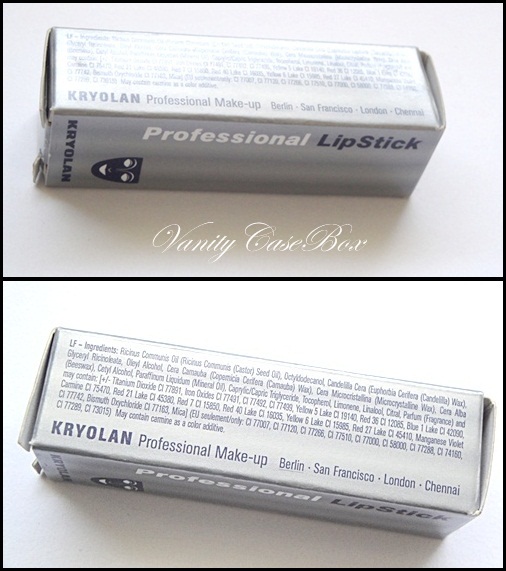 KRYOLAN Professional Make-up Berlin · San Francisco · London · Chennai
KRYOLAN
Professional LipStick
Vanity CaseBox
LF – Ingredients: Ricinus Communis Oil (Ricinus Communis (Castor) Seed Oil), Octyldodecanol, Candelilla Cera (Euphorbia Cerifera (Candelilla) Wax),
Glyceryl Ricinoleate, Oleyl Alcohol, Cera Carnauba (Copernicia Cerifera (Carnauba) Wax), Cera Microcristallina (Microcrystalline Wax), Cera Alba
(Beeswax), Cetyl Alcohol, Paraffinum Liquidum (Mineral Oil), Caprylic/Capric Triglyceride, Tocopherol, Limonene, Linalool, Citral, Parfum (Fragrance) and
may contain: [+/- Titanium Dioxide CI 77891, Iron Oxides CI 77491, CI 77492, CI 77499, Yellow 5 Lake CI 19140, Red 36 CI 12085, Blue 1 Lake CI 42090,
Carmine CI 75470, Red 21 Lake CI 45380, Red 7 CI 15850, Red 40 Lake CI 16035, Yellow 6 Lake CI 15985, Red 27 Lake CI 45410, Manganese Violet
CI 77742, Bismuth Oxychloride CI 77163, Mica] (EU seulement/only: CI 77007, CI 77120, CI 77266, CI 77510, CI 77000, CI 58000, CI 77288, CI 74160,
CI 77289, CI 73015) May contain carmine as a color additive.
KRYOLAN Professional Make-up Berlin · San Francisco · London · Chennai
Professional LipStick